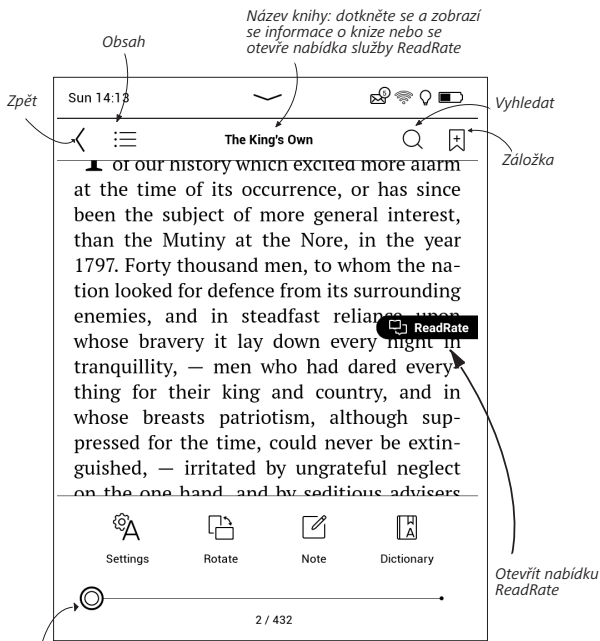 Název knihy: dotkněte se a zobrazí
se informace o knize nebo se
otevře nabídka služby ReadRate
Obsah
Zpět
Sun 14:13
5
Vyhledat
The King's Own
Záložka
I of our history which excited more alarm
at the time of its occurrence, or has since
been the subject of more general interest,
than the Mutiny at the Nore, in the year
1797. Forty thousand men, to whom the na-
tion looked for defence from its surrounding
enemies, and in steadfast reliance upon
ReadRate
whose bravery it lay down every night in
tranquillity, — men who had dared every-
thing for their king and country, and in
whose breasts patriotism, although sup-
pressed for the time, could never be extin-
guished, — irritated by ungrateful neglect
on the one hand, and by seditious advisers
A
A
Settings
Rotate
Note
Dictionary
Otevřít nabídku
ReadRate
2 / 432